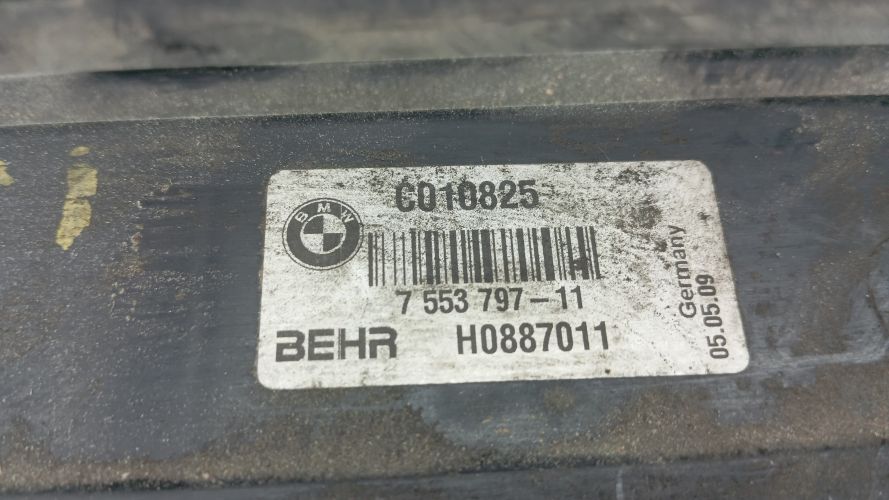 C010825
BMW
7 553 797-11
BEHR H0887011
Germany
05.05.09